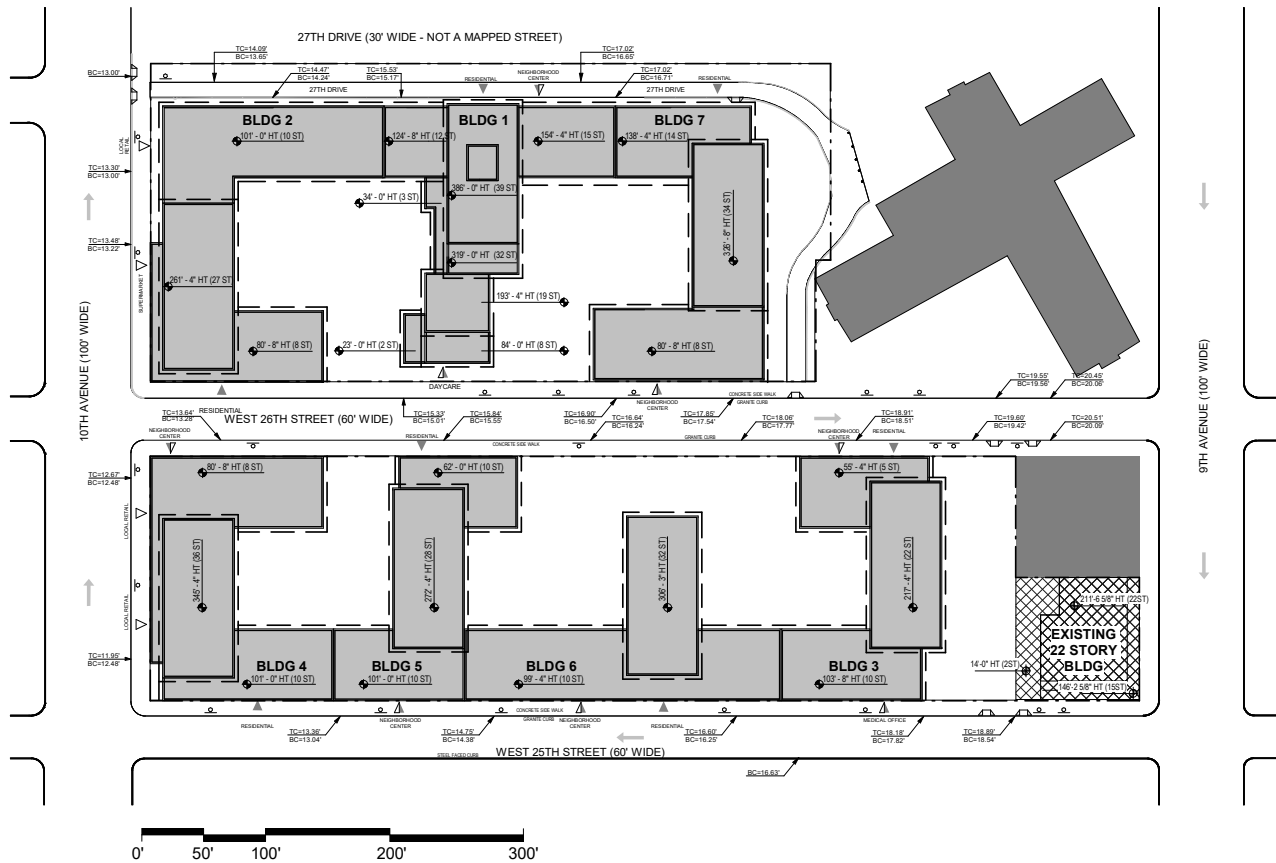 27TH DRIVE (30' WIDE - NOT A MAPPED STREET)
TC=14.09'
BC=13.65'
TC=17.02'
BC=16.65'
BC=13.00'
TC=14.47'
BC=14.24'
TC=15.53'
BC=15.17'
RESIDENTIAL
NEIGHBORHOOD
CENTER
TC=17.02'
BC=16.71'
RESIDENTIAL
27TH DRIVE
27TH DRIVE
BLDG 2
BLDG 1
BLDG 7
101' - 0" HT (10 ST)
124' - 8" HT (12 ST)
154' - 4" HT (15 ST)
138' - 4" HT (14 ST)
LOCAL
RETAIL
TC=13.30'
BC=13.00'
386' - 0" HT (39 ST)
34' - 0" HT (3 ST)
326' - 8" HT (34 ST)
TC=13.48'
BC=13.22'
319' - 0" HT (32 ST)
SUPERMARKET
261' - 4" HT (27 ST)
193' - 4" HT (19 ST)
80' - 8" HT (8 ST)
23' - 0" HT (2 ST)
84' - 0" HT (8 ST)
80' - 8" HT (8 ST)
10TH AVENUE (100' WIDE)
9TH AVENUE (100' WIDE)
DAYCARE
NEIGHBORHOOD
CENTER
CONCRETE SIDE WALK
GRANITE CURB
TC=19.55'
BC=19.56'
TC=20.45'
BC=20.06'
TC=13.64'
BC=13.28'
RESIDENTIAL
WEST 26TH STREET (60' WIDE)
TC=15.33'
BC=15.01'
TC=15.84'
BC=15.55'
TC=16.90'
BC=16.50'
TC=16.64'
BC=16.24'
TC=17.85'
BC=17.54'
TC=18.06'
BC=17.77'
TC=18.91'
BC=18.51'
TC=19.60'
BC=19.42'
TC=20.51'
BC=20.09'
NEIGHBORHOOD
CENTER
RESIDENTIAL
CONCRETE SIDE WALK
GRANITE CURB
NEIGHBORHOOD
CENTER
RESIDENTIAL
80' - 8" HT (8 ST)
62' - 0" HT (10 ST)
55' - 4" HT (5 ST)
TC=12.67'
BC=12.48'
LOCAL RETAIL
345' - 4" HT (36 ST)
272' - 4" HT (28 ST)
306' - 3" HT (32 ST)
217' - 4" HT (22 ST)
LOCAL RETAIL
211'-6 5/8" HT (22ST)
EXISTING
22 STORY
BLDG
14'-0" HT (2ST)
146'-2 5/8" HT (15ST)
TC=11.95'
BC=12.48'
BLDG 4
BLDG 5
BLDG 6
BLDG 3
101' - 0" HT (10 ST)
101' - 0" HT (10 ST)
99' - 4" HT (10 ST)
103' - 8" HT (10 ST)
RESIDENTIAL
NEIGHBORHOOD
CENTER
CONCRETE SIDE WALK
GRANITE CURB
NEIGHBORHOOD
CENTER
RESIDENTIAL
MEDICAL OFFICE
TC=13.36'
BC=13.04'
TC=14.75'
BC=14.38'
TC=16.60'
BC=16.25'
TC=18.18'
BC=17.82'
TC=18.89'
BC=18.54'
STEEL FACED CURB
WEST 25TH STREET (60' WIDE)
BC=16.63'
0'
50'
100'
200'
300'